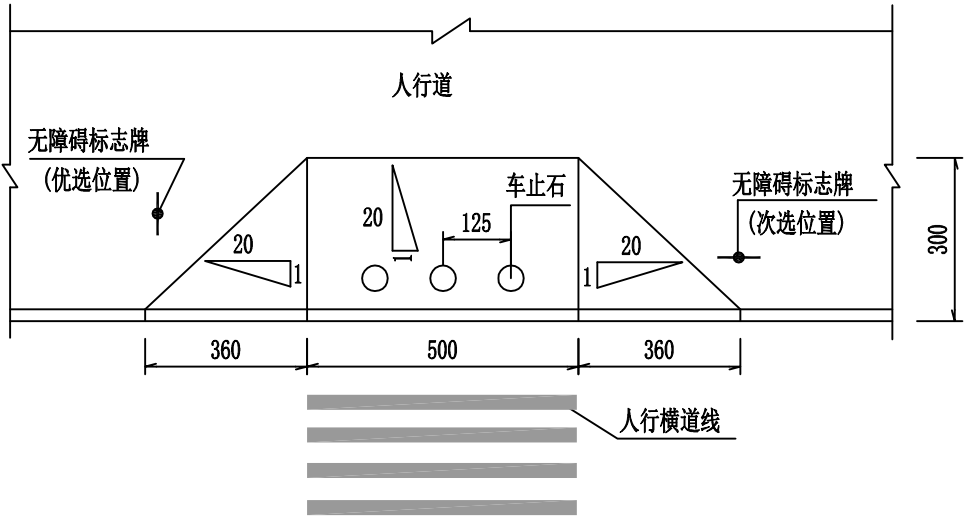 人行道
无障碍标志牌
(优选位置)
车止石
无障碍标志牌
(次选位置)
20
1
125
20
1
20
1
300
360
500
360
人行横道线